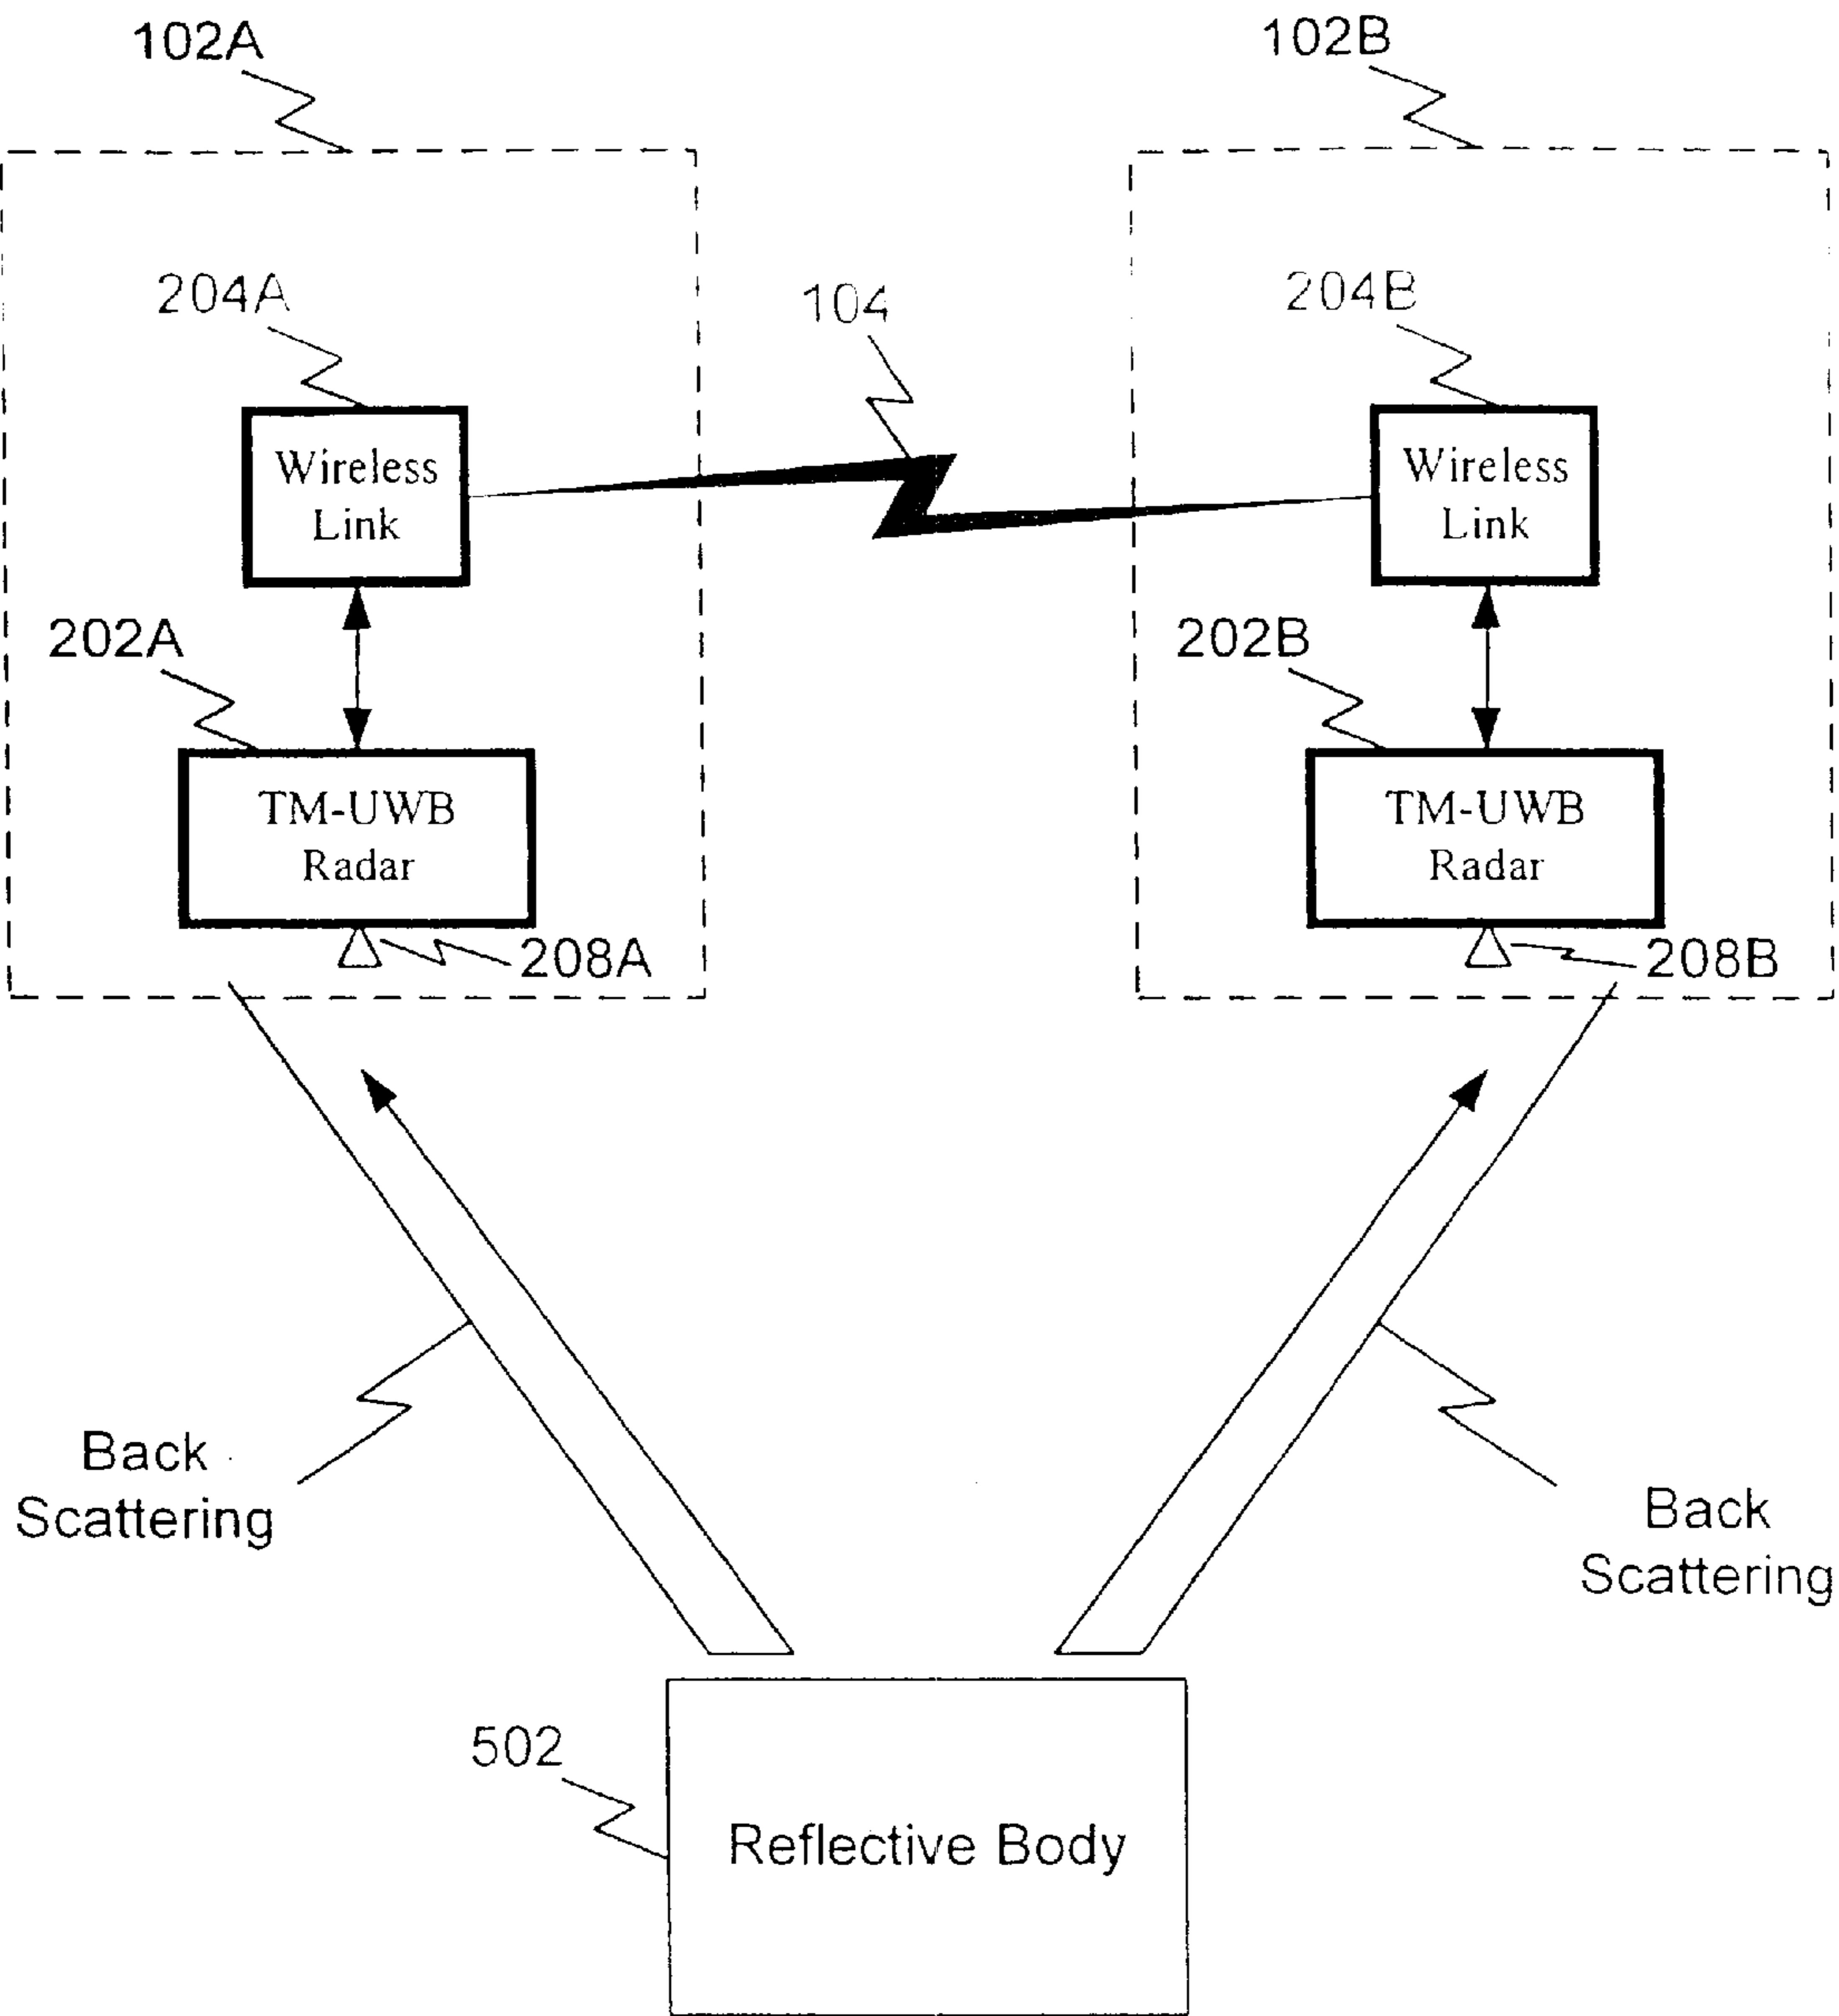 102A
102B
204A
104
204B
Wireless
Link
Wireless
Link
202A
202B
TM-UWB
Radar
TM-UWB
Radar
208A
208B
Back
Scattering
Back
Scattering
502
Reflective Body